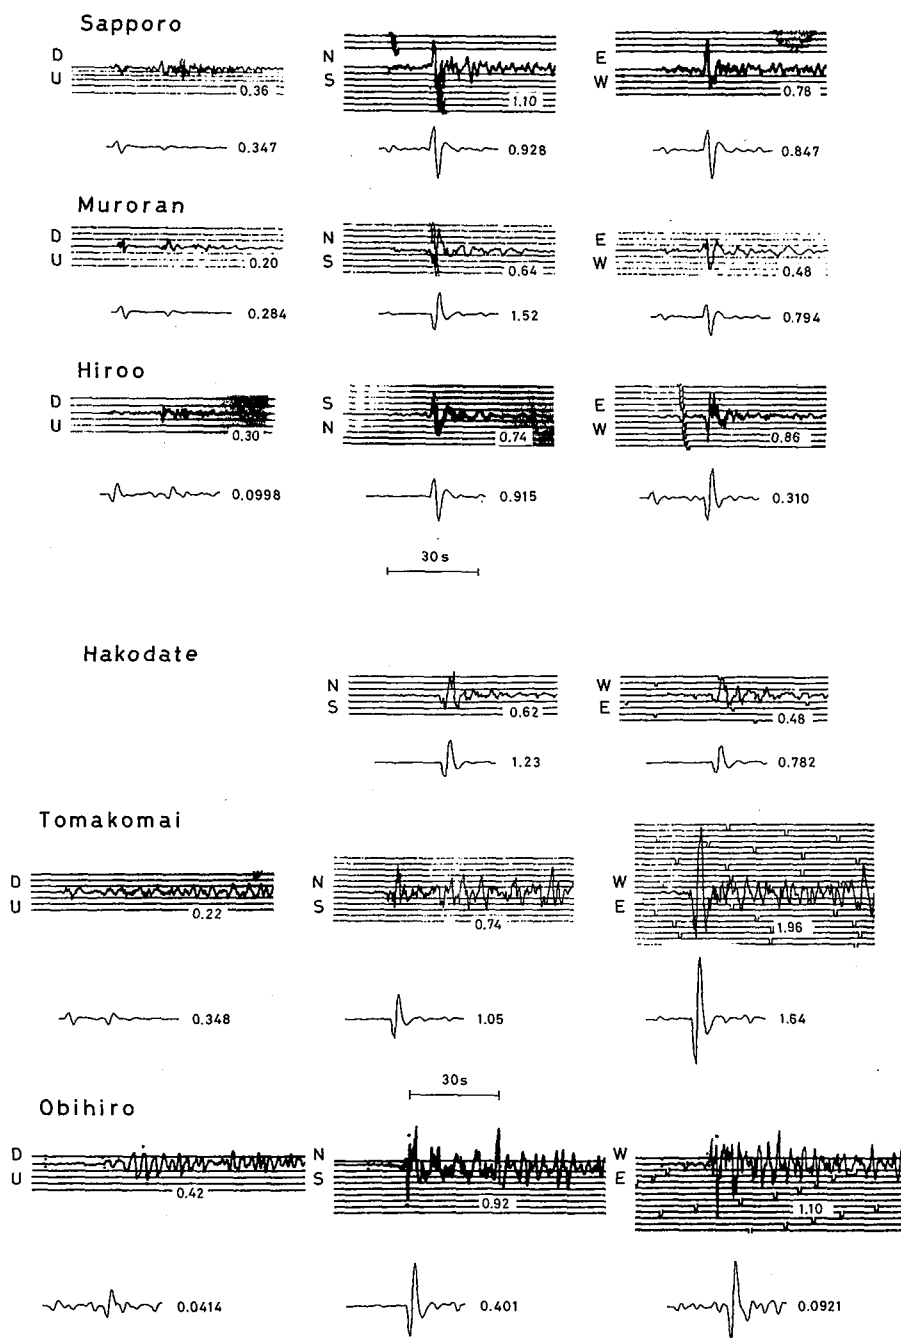 Sapporo
D
U
0.36
N
S
1.10
E
W
0.78
0.347
0.928
0.847
Muroran
D
U
0.20
N
S
0.64
E
W
0.48
0.284
1.52
0.794
Hiroo
D
U
0.30
S
N
0.74
E
W
0.86
0.0998
0.915
0.310
30s
Hakodate
N
S
0.62
W
E
0.48
1.23
0.782
Tomakomai
D
U
0.22
N
S
0.74
W
E
1.96
0.348
1.05
1.64
30s
Obihiro
D
U
0.42
N
S
0.92
W
E
1.10
0.0414
0.401
0.0921